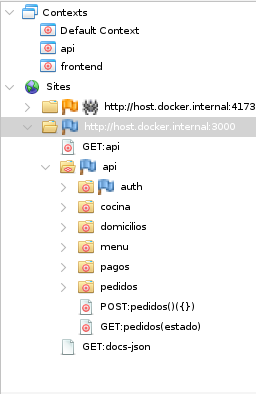 Contexts
Default Context
api
frontend
Sites
http://host.docker.internal:4173
http://host.docker.internal:3000
GET:api
api
auth
cocina
domicilios
menu
pagos
pedidos
POST:pedidos()({})
GET:pedidos(estado)
GET:docs-json